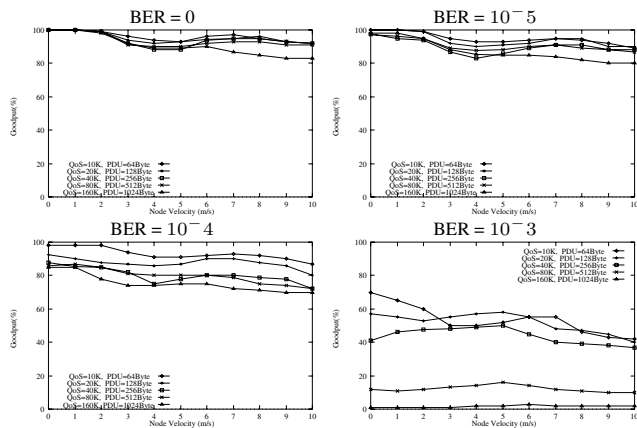 BER = 0
100
80
60
40
20
0
Goodput(%)
QoS=10K, PDU=64Byte
QoS=20K, PDU=128Byte
QoS=40K, PDU=256Byte
QoS=80K, PDU=512Byte
QoS=160K, PDU=1024Byte
0 1 2 3 4 5 6 7 8 9 10
Node Velocity (m/s)
BER = 10⁻5
100
80
60
40
20
0
Goodput(%)
QoS=10K, PDU=64Byte
QoS=20K, PDU=128Byte
QoS=40K, PDU=256Byte
QoS=80K, PDU=512Byte
QoS=160K, PDU=1024Byte
0 1 2 3 4 5 6 7 8 9 10
Node Velocity (m/s)
BER = 10⁻4
100
80
60
40
20
0
Goodput(%)
QoS=10K, PDU=64Byte
QoS=20K, PDU=128Byte
QoS=40K, PDU=256Byte
QoS=80K, PDU=512Byte
QoS=160K, PDU=1024Byte
0 1 2 3 4 5 6 7 8 9 10
Node Velocity (m/s)
BER = 10⁻3
100
80
60
40
20
0
Goodput(%)
QoS=10K, PDU=64Byte
QoS=20K, PDU=128Byte
QoS=40K, PDU=256Byte
QoS=80K, PDU=512Byte
QoS=160K, PDU=1024Byte
0 1 2 3 4 5 6 7 8 9 10
Node Velocity (m/s)